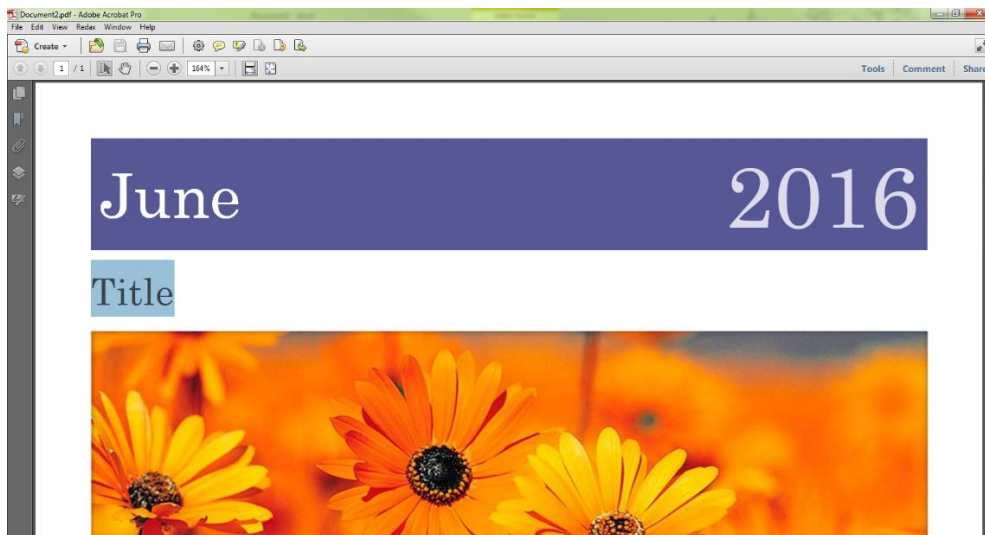 Document2.pdf - Adobe Acrobat Pro
File Edit View Redax Window Help
Create
1 / 1 164% Tools Comment Share
June 2016
Title